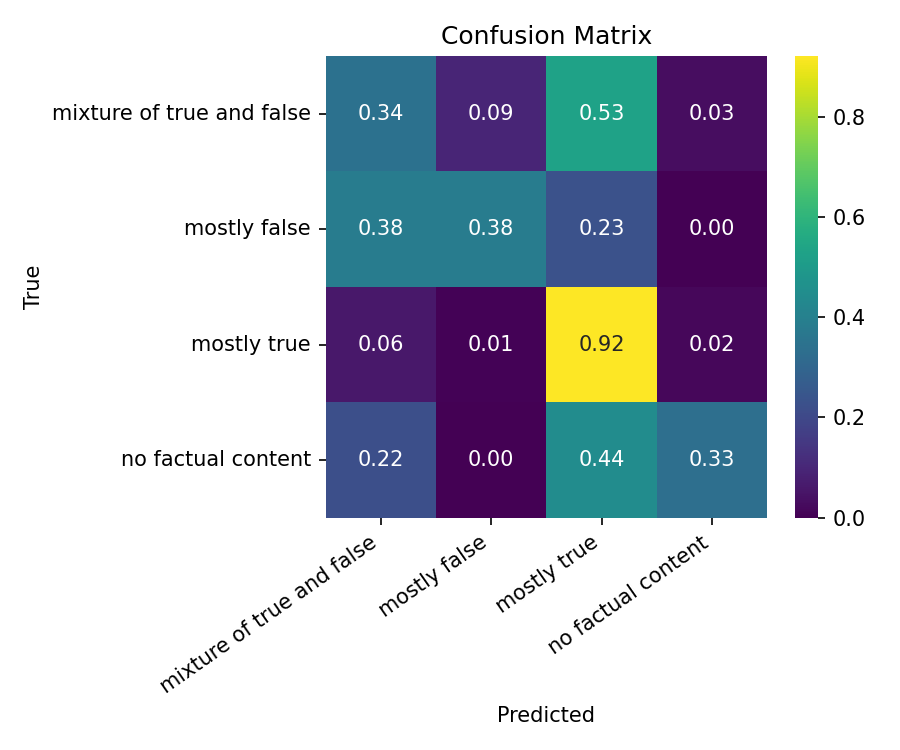 Confusion Matrix
mixture of true and false 0.34 0.09 0.53 0.03
mostly false 0.38 0.38 0.23 0.00
mostly true 0.06 0.01 0.92 0.02
no factual content 0.22 0.00 0.44 0.33
True
mixture of true and false
mostly false
mostly true
no factual content
Predicted
0.8
0.6
0.4
0.2
0.0